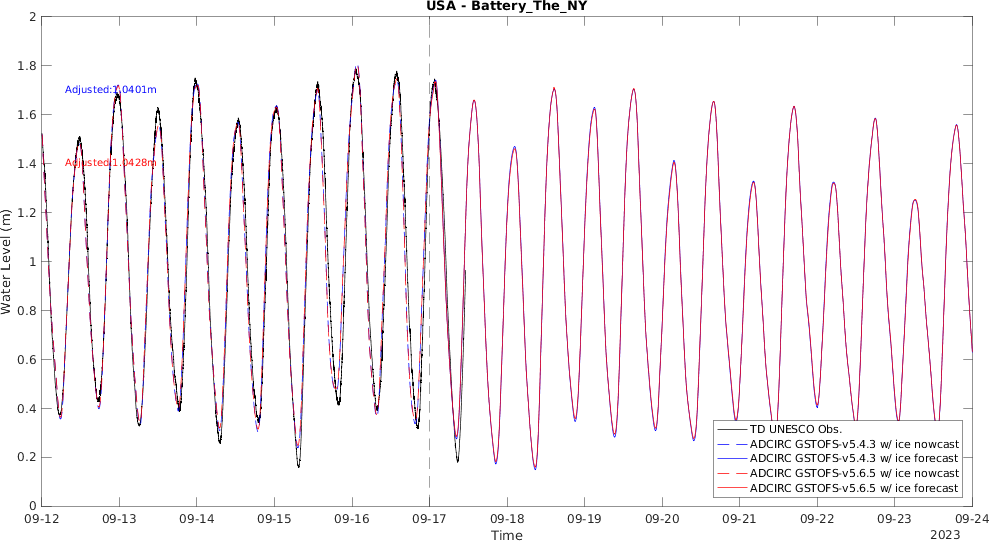 USA - Battery_The_NY
2
1.8
1.6
1.4
1.2
1
0.8
0.6
0.4
0.2
0
Water Level (m)
Adjusted:1.0401m
Adjusted:1.0428m
TD UNESCO Obs.
ADCIRC GSTOFS-v5.4.3 w/ ice nowcast
ADCIRC GSTOFS-v5.4.3 w/ ice forecast
ADCIRC GSTOFS-v5.6.5 w/ ice nowcast
ADCIRC GSTOFS-v5.6.5 w/ ice forecast
09-12 09-13 09-14 09-15 09-16 09-17 09-18 09-19 09-20 09-21 09-22 09-23 09-24
Time
2023